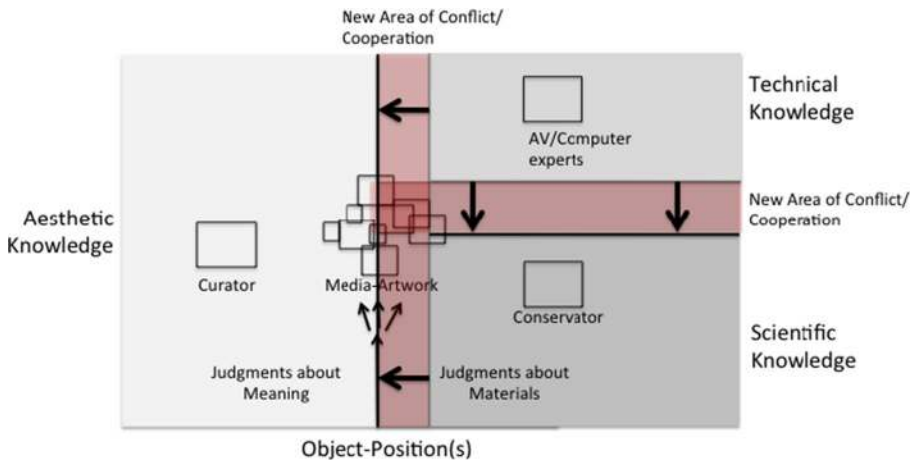 New Area of Conflict/
Cooperation
Technical
Knowledge
AV/Computer
experts
New Area of Conflict/
Cooperation
Aesthetic
Knowledge
Curator
Media-Artwork
Conservator
Scientific
Knowledge
Judgments about
Meaning
Judgments about
Materials
Object-Position(s)